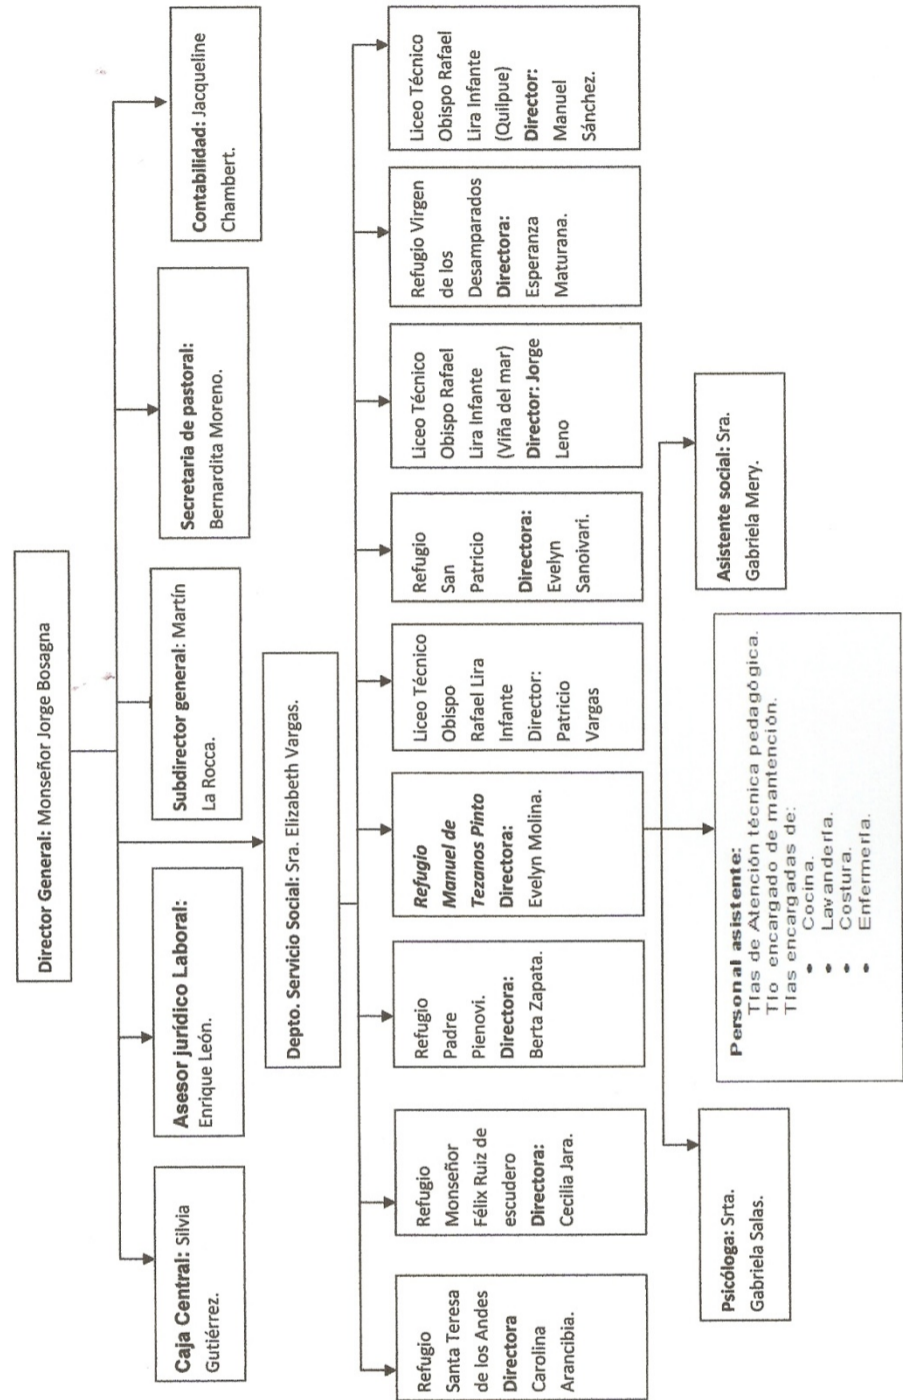 Director General: Monseñor Jorge Bosagna
Caja Central: Silvia
Gutiérrez.
Asesor jurídico Laboral:
Enrique León.
Subdirector general: Martín
La Rocca.
Secretaria de pastoral:
Bernardita Moreno.
Contabilidad: Jacqueline
Chambert.
Depto. Servicio Social: Sra. Elizabeth Vargas.
Refugio
Santa Teresa
de los Andes
Directora
Carolina
Arancibia.
Refugio
Monseñor
Félix Ruiz de
escudero
Directora:
Cecilia Jara.
Refugio
Padre
Pienovi.
Directora:
Berta Zapata.
Refugio
Manuel de
Tezanos Pinto
Directora:
Evelyn Molina.
Liceo Técnico
Obispo
Rafael Lira
Infante
Director:
Patricio
Vargas
Refugio
San
Patricio
Directora:
Evelyn
Sanoivari.
Liceo Técnico
Obispo Rafael
Lira Infante
(Viña del mar)
Director: Jorge
Leno
Refugio Virgen
de los
Desamparados
Directora:
Esperanza
Maturana.
Liceo Técnico
Obispo Rafael
Lira Infante
(Quilpue)
Director:
Manuel
Sánchez.
Psicóloga: Srta.
Gabriela Salas.
Personal asistente:
Tías de Atención técnica pedagógica.
Tío encargado de mantención.
Tías encargadas de:
• Cocina.
• Lavandería.
• Costura.
• Enfermería.
Asistente social: Sra.
Gabriela Mery.